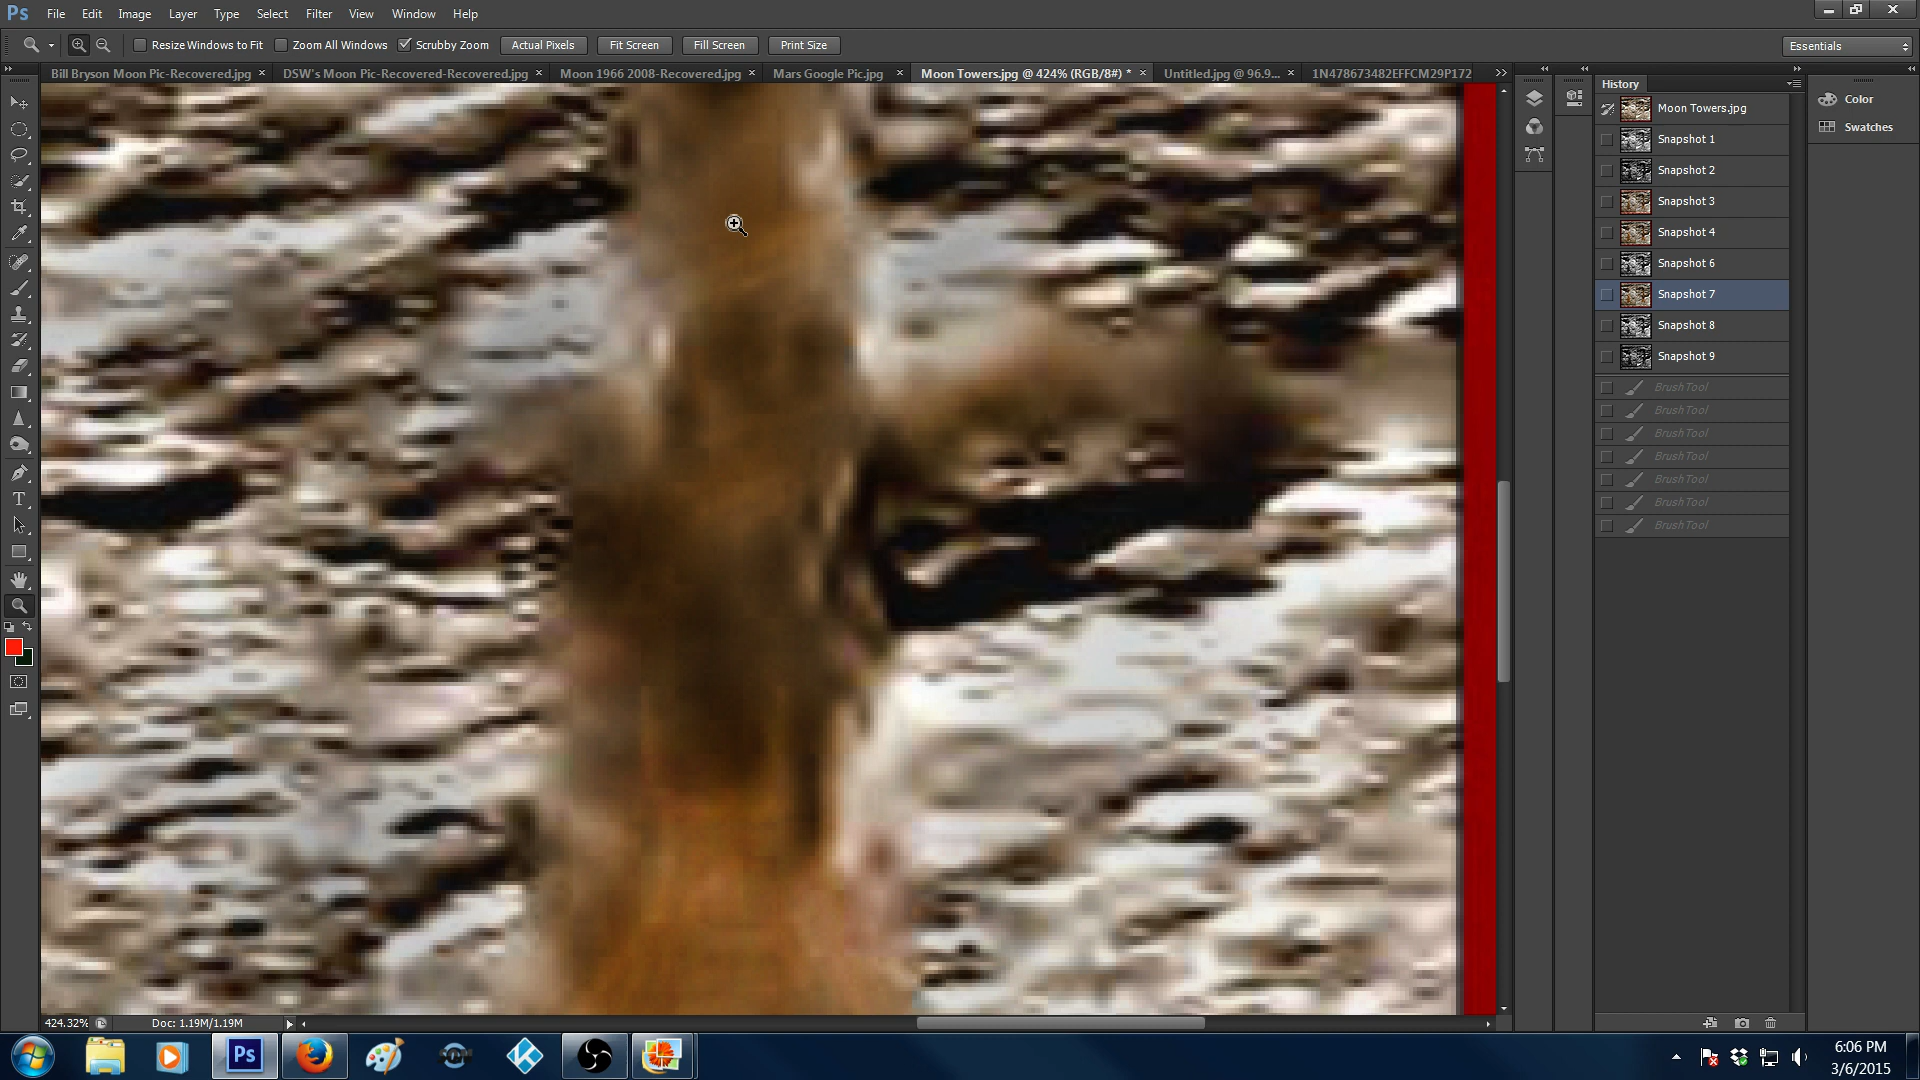 Ps File Edit Image Layer Type Select Filter View Window Help
Resize Windows to Fit Zoom All Windows Scrubby Zoom Actual Pixels Fit Screen Fill Screen Print Size Essentials
Bill Bryson Moon Pic-Recovered.jpg × DSW's Moon Pic-Recovered-Recovered.jpg × Moon 1966 2008-Recovered.jpg × Mars Google Pic.jpg × Moon Towers.jpg @ 424% (RGB/8#) * × Untitled.jpg @ 96.9... × 1N478673482EFFCM29P172
History
Color
Swatches
Moon Towers.jpg
Snapshot 1
Snapshot 2
Snapshot 3
Snapshot 4
Snapshot 6
Snapshot 7
Snapshot 8
Snapshot 9
Brush Tool
Brush Tool
Brush Tool
Brush Tool
Brush Tool
Brush Tool
Brush Tool
T
424.32% Doc: 1.19M/1.19M
Ps
6:06 PM
3/6/2015